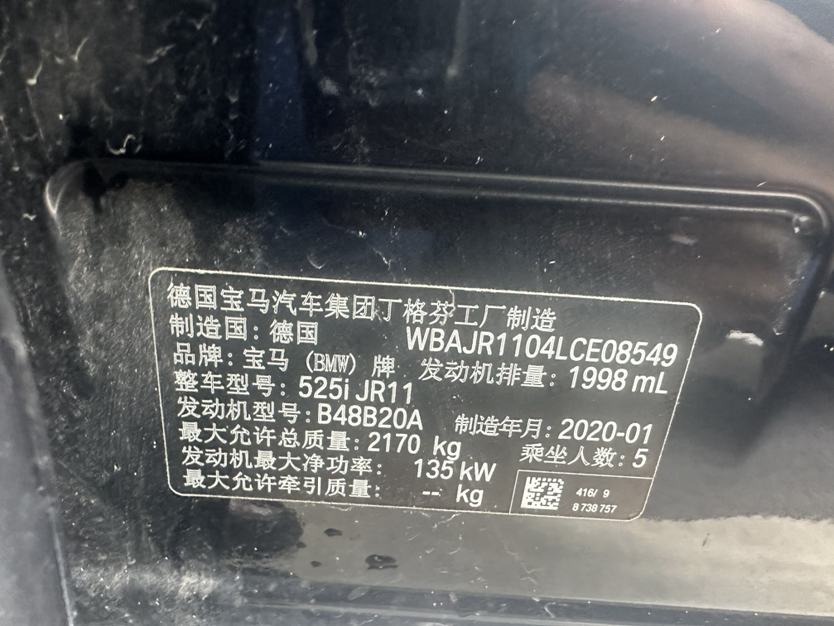 德国宝马汽车集团丁格芬工厂制造
制造国：德国 WBAJR1104LCE08549
品牌：宝马（BMW）牌 发动机排量：1998 mL
整车型号：525i JR11
发动机型号：B48B20A 制造年月：2020-01
最大允许总质量：2170 kg 乘坐人数：5
发动机最大净功率： 135 kW
最大允许牵引质量： -- kg
416/ 9
8 738 757